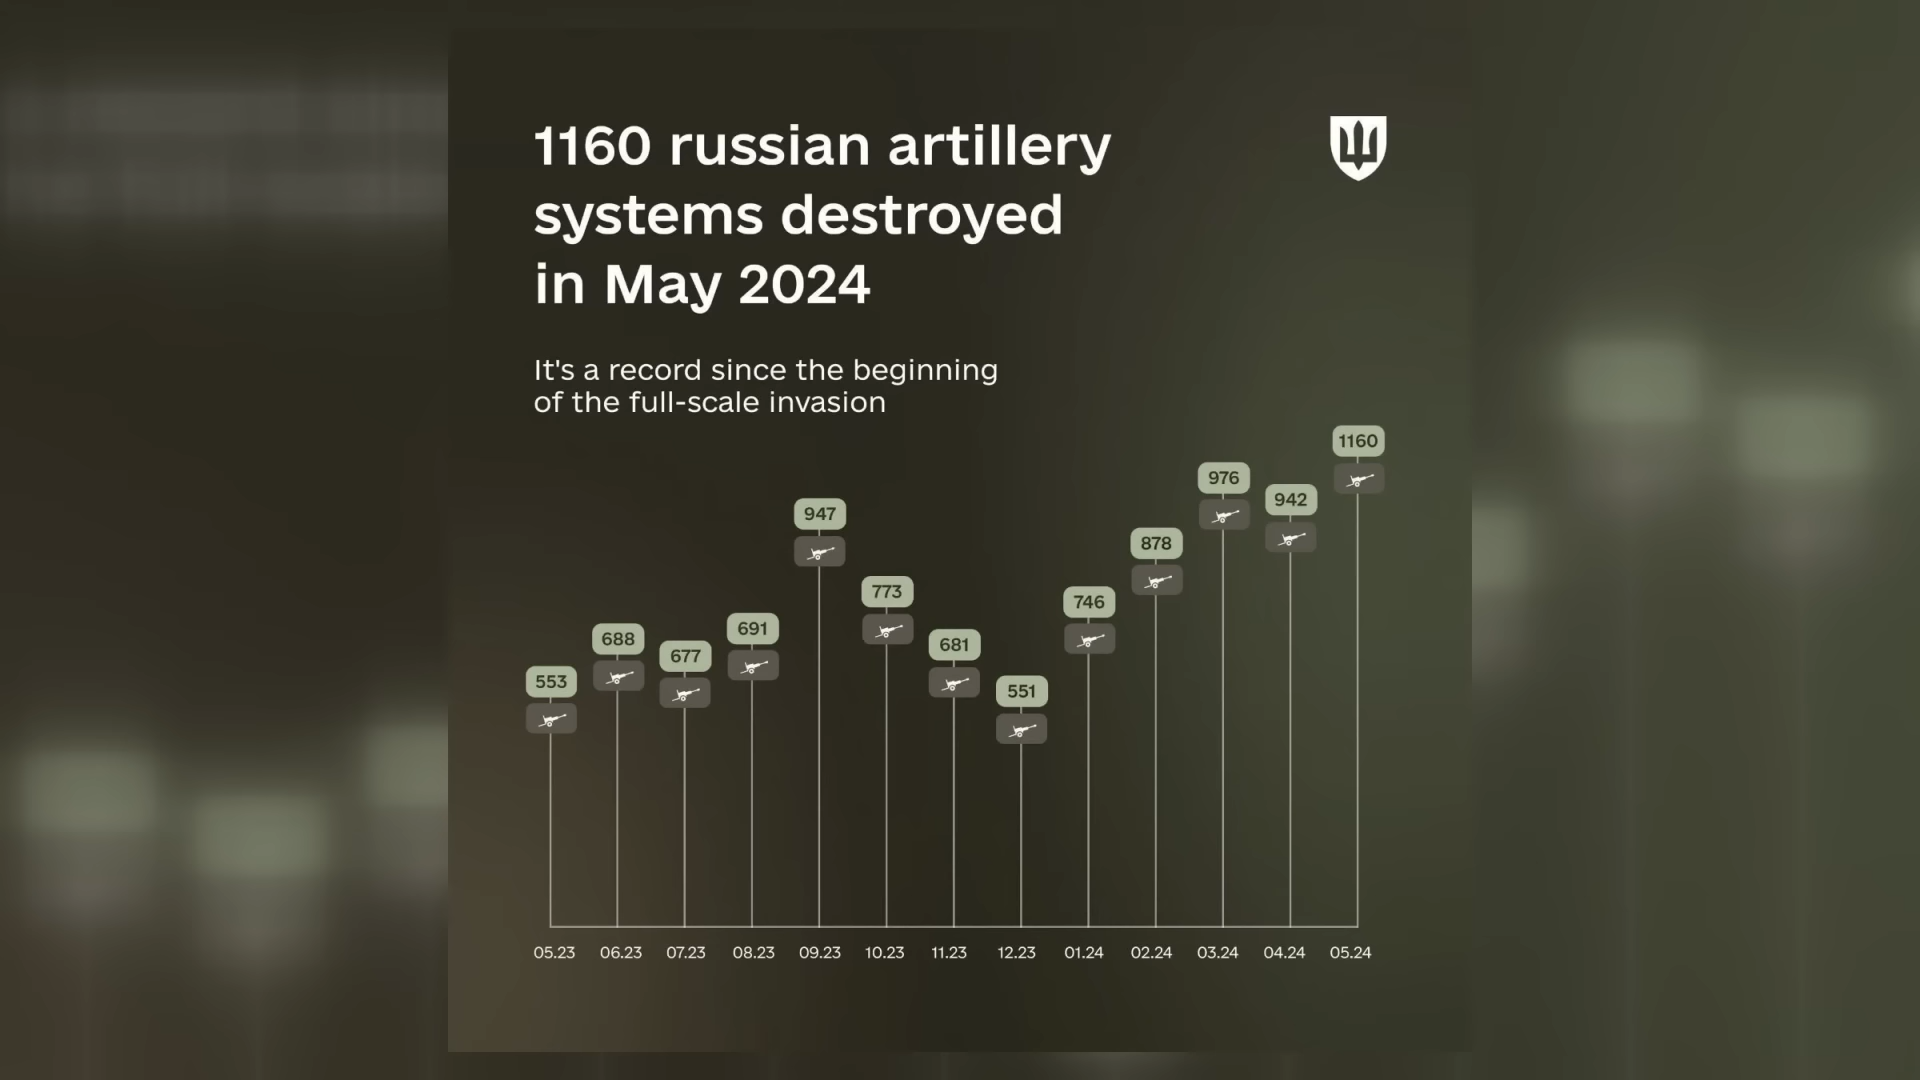 1160 russian artillery
systems destroyed
in May 2024
It's a record since the beginning
of the full-scale invasion
553
688
677
691
947
773
681
551
746
878
976
942
1160
05.23 06.23 07.23 08.23 09.23 10.23 11.23 12.23 01.24 02.24 03.24 04.24 05.24